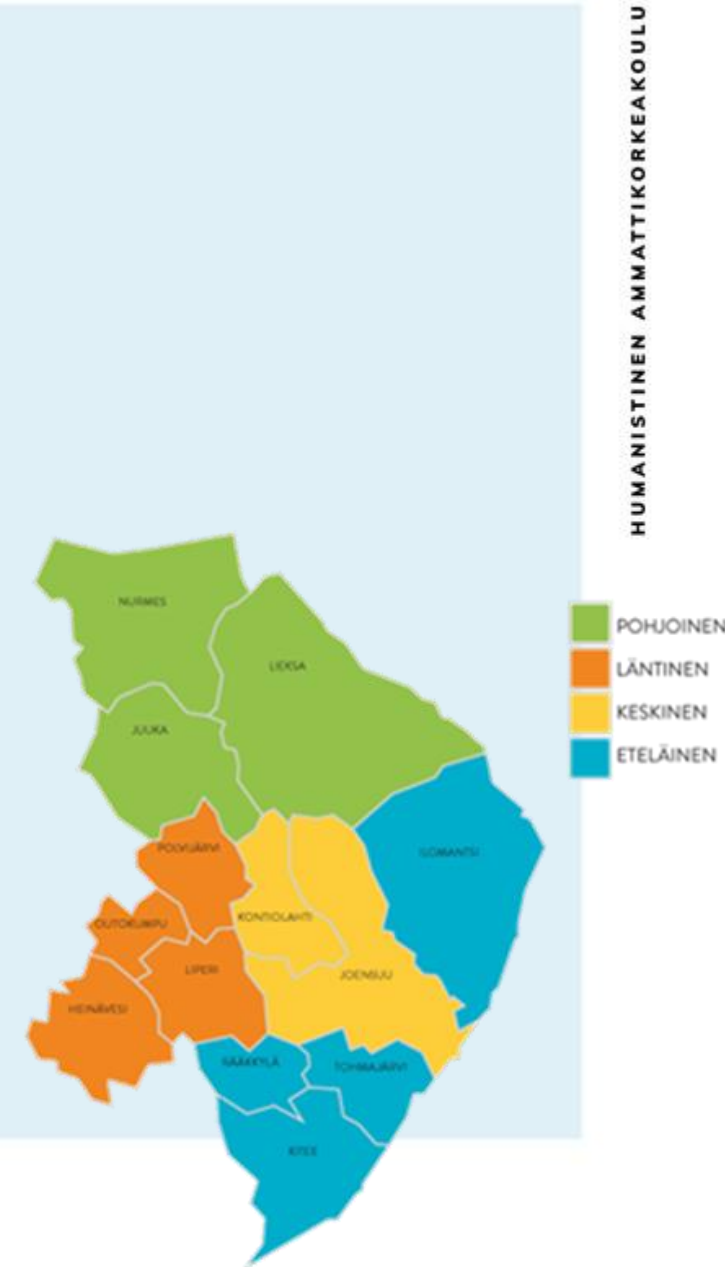 HUMANISTINEN AMMATTIKORKEAKOULU
NURMES
LIEKSA
JUUKA
POHJOINEN
LÄNTINEN
KESKINEN
ETELÄINEN
POLVIJÄRVI
ILOMANTSI
OUTOKUMPU
KONTIOLAHTI
LIPERI
JOENSUU
HEINÄVESI
RÄÄKKYLÄ
TOHMAJÄRVI
KITEE